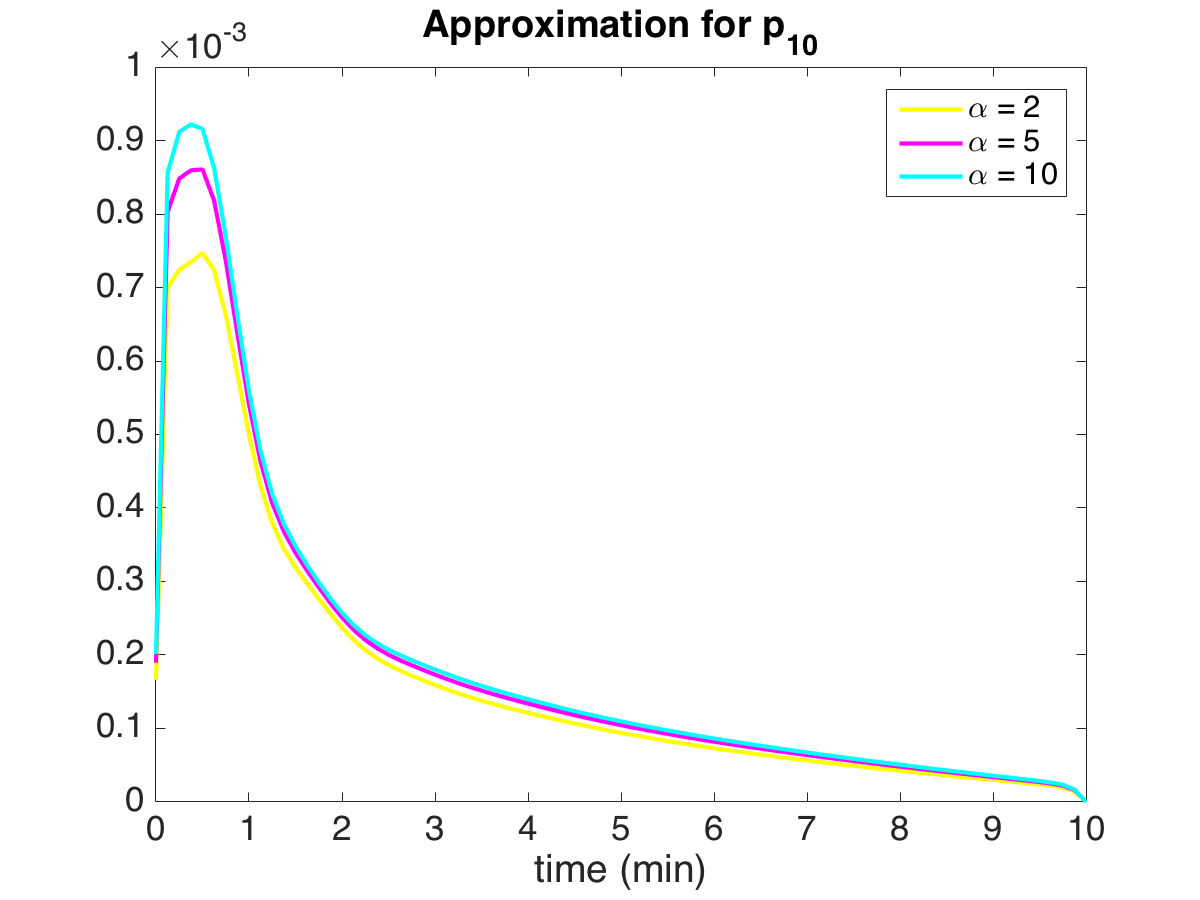 Approximation for p10
×10-3
1
0.9
0.8
0.7
0.6
0.5
0.4
0.3
0.2
0.1
0
0 1 2 3 4 5 6 7 8 9 10
time (min)
α = 2
α = 5
α = 10